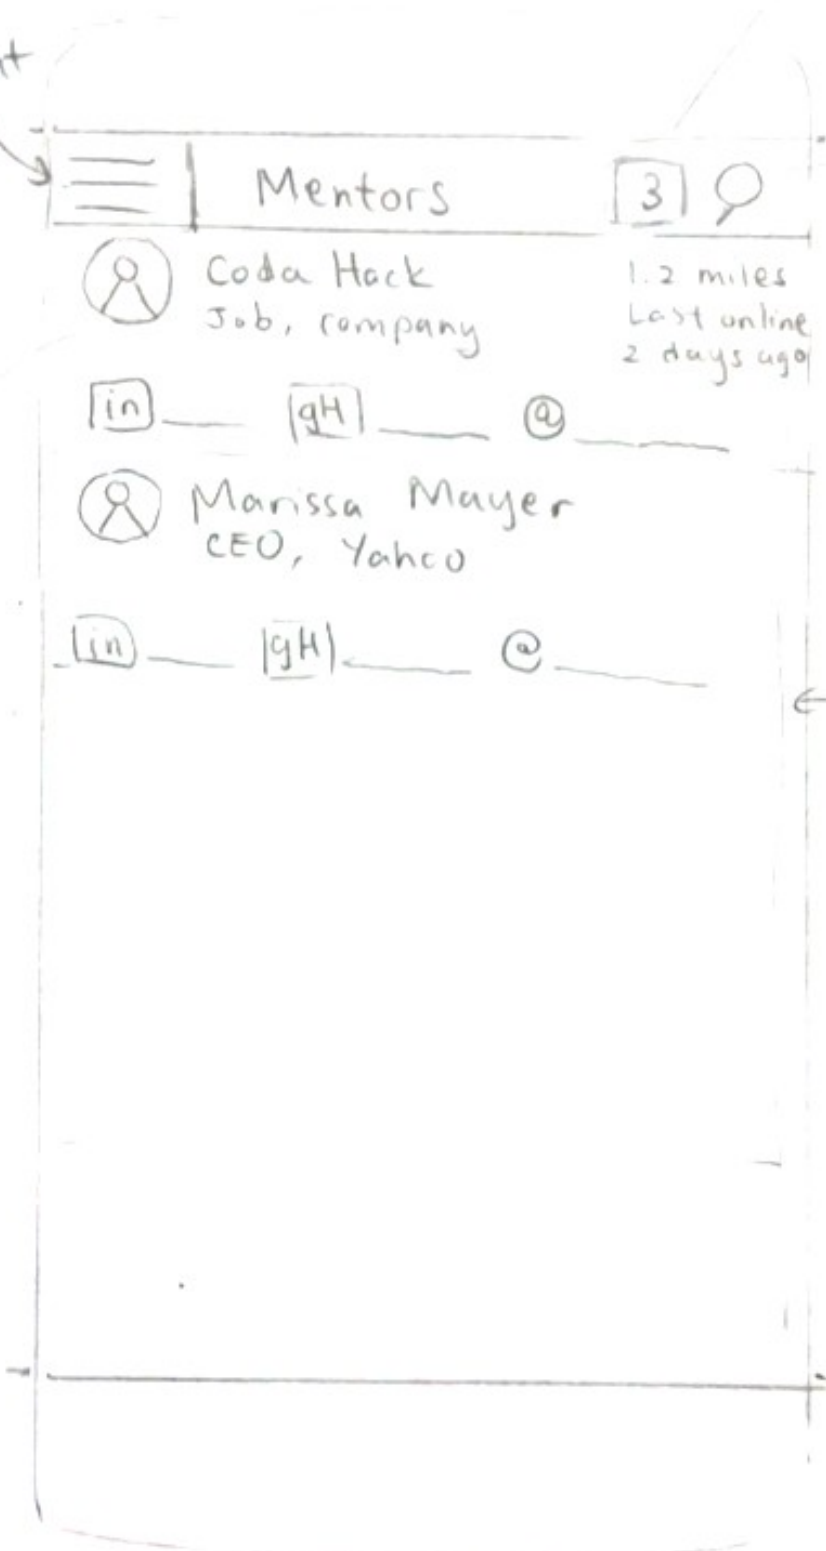 Mentors 3
Coda Hack
Job, company
1.2 miles
Last online
2 days ago
in gH @
Marissa Mayer
CEO, Yahoo
in gH @